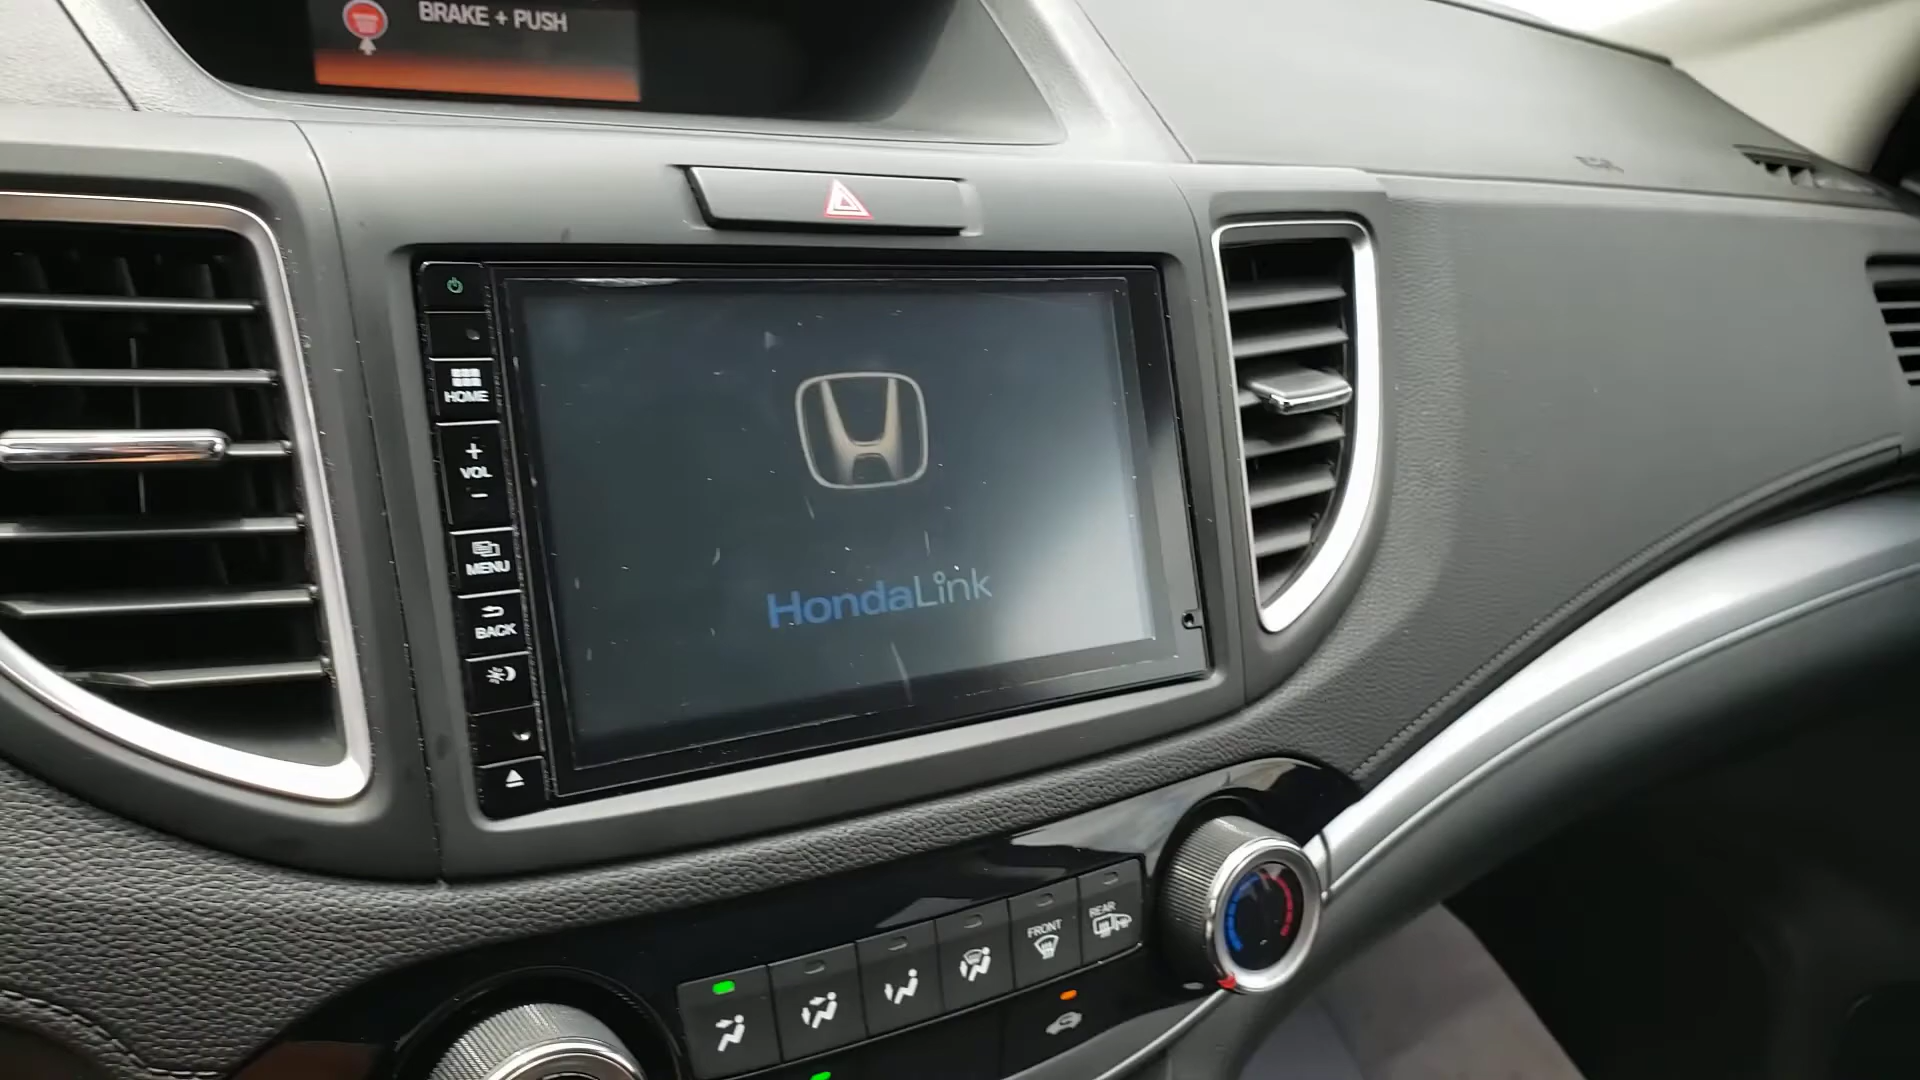 BRAKE + PUSH
HOME
+
VOL
-
MENU
BACK
HondaLink
FRONT
REAR